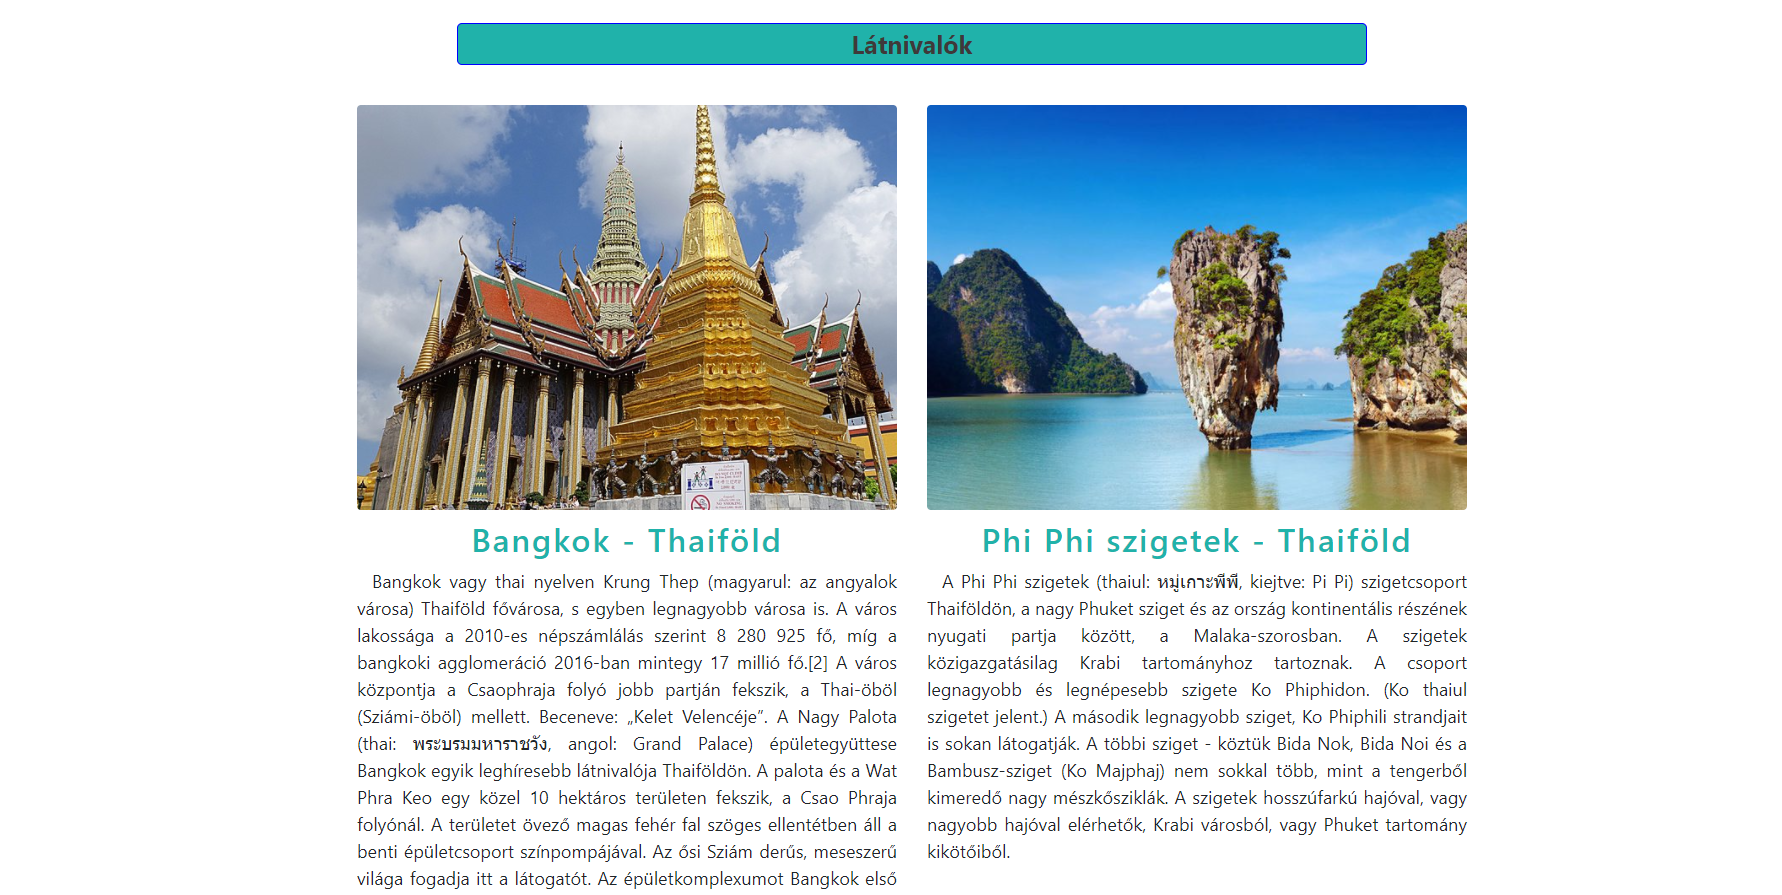 Látnivalók
Bangkok - Thaiföld
Bangkok vagy thai nyelven Krung Thep (magyarul: az angyalok
városa) Thaiföld fővárosa, s egyben legnagyobb városa is. A város
lakossága a 2010-es népszámlálás szerint 8 280 925 fő, míg a
bangkoki agglomeráció 2016-ban mintegy 17 millió fő.[2] A város
központja a Csaophraja folyó jobb partján fekszik, a Thai-öböl
(Sziámi-öböl) mellett. Beceneve: „Kelet Velencéje”. A Nagy Palota
(thai: พระบรมมหาราชวัง, angol: Grand Palace) épületegyüttese
Bangkok egyik leghíresebb látnivalója Thaiföldön. A palota és a Wat
Phra Keo egy közel 10 hektáros területen fekszik, a Csao Phraja
folyónál. A területet övező magas fehér fal szöges ellentétben áll a
benti épületcsoport színpompájával. Az ősi Sziám derűs, meseszerű
világa fogadja itt a látogatót. Az épületkomplexumot Bangkok első
Phi Phi szigetek - Thaiföld
A Phi Phi szigetek (thaiul: หมู่เกาะพีพี, kiejtve: Pi Pi) szigetcsoport
Thaiföldön, a nagy Phuket sziget és az ország kontinentális részének
nyugati partja között, a Malaka-szorosban. A szigetek
közigazgatásilag Krabi tartományhoz tartoznak. A csoport
legnagyobb és legnépesebb szigete Ko Phiphidon. (Ko thaiul
szigetet jelent.) A második legnagyobb sziget, Ko Phiphili strandjait
is sokan látogatják. A többi sziget - köztük Bida Nok, Bida Noi és a
Bambusz-sziget (Ko Majphaj) nem sokkal több, mint a tengerből
kimeredő nagy mészkősziklák. A szigetek hosszúfarkú hajóval, vagy
nagyobb hajóval elérhetők, Krabi városból, vagy Phuket tartomány
kikötőiből.